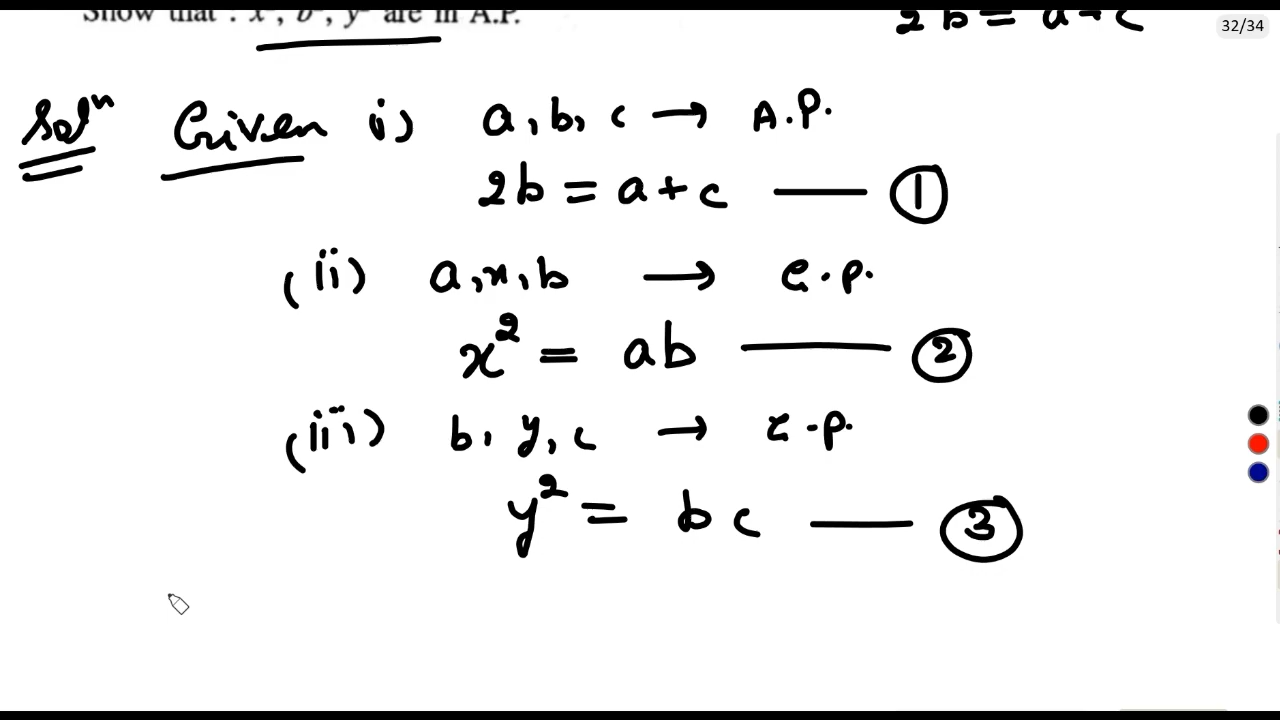 Show that : x², b², y² are in A.P.
2b = a + c
32/34
Solⁿ Given i) a, b, c → A.P.
2b = a + c —— ①
(ii) a, x, b → G.P.
x² = ab —— ②
(iii) b, y, c → G.P.
y² = bc —— ③